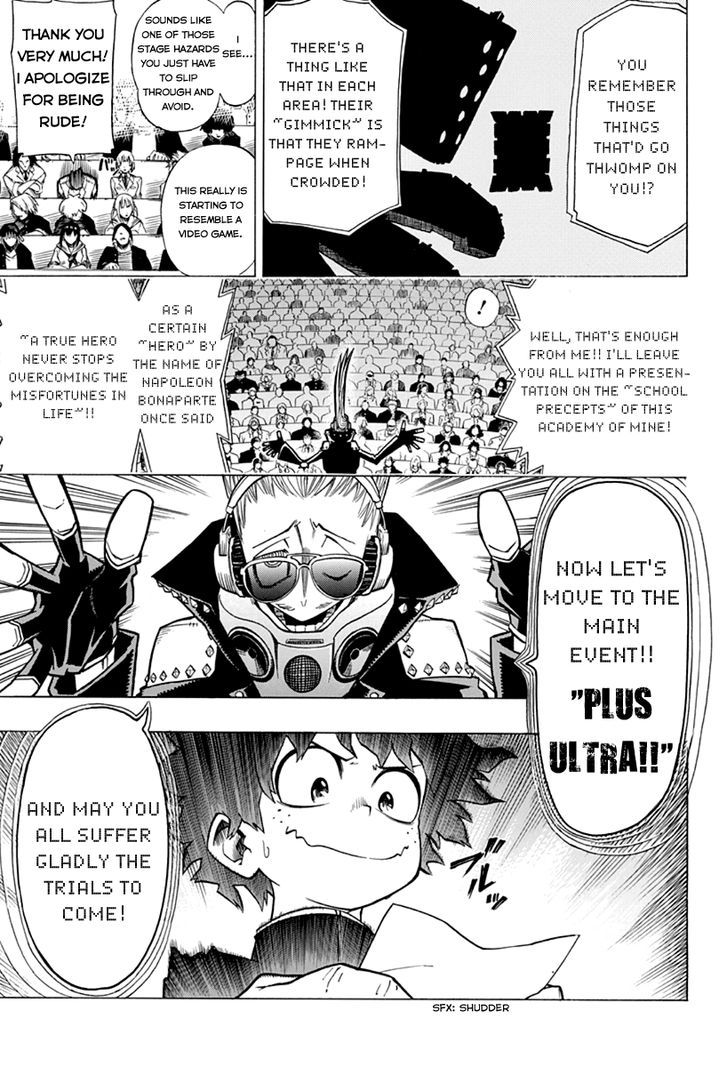 YOU
REMEMBER
THOSE
THINGS
THAT'D GO
THWOMP ON
YOU!?
THERE'S A
THING LIKE
THAT IN EACH
AREA! THEIR
"GIMMICK" IS
THAT THEY RAM-
PAGE WHEN
CROWDED!
I
SEE...
SOUNDS LIKE
ONE OF THOSE
STAGE HAZARDS
YOU JUST HAVE
TO SLIP
THROUGH AND
AVOID.
THIS REALLY IS
STARTING TO
RESEMBLE A
VIDEO GAME.
THANK YOU
VERY MUCH!
I APOLOGIZE
FOR BEING
RUDE!
!
WELL, THAT'S ENOUGH
FROM ME!! I'LL LEAVE
YOU ALL WITH A PRESEN-
TATION ON THE "SCHOOL
PRECEPTS" OF THIS
ACADEMY OF MINE!
AS A
CERTAIN
"HERO" BY
THE NAME OF
NAPOLEON
BONAPARTE
ONCE SAID
"A TRUE HERO
NEVER STOPS
OVERCOMING THE
MISFORTUNES IN
LIFE"!!
NOW LET'S
MOVE TO THE
MAIN
EVENT!!
"PLUS
ULTRA!!"
AND MAY YOU
ALL SUFFER
GLADLY THE
TRIALS TO
COME!
ブルッ
SFX: SHUDDER